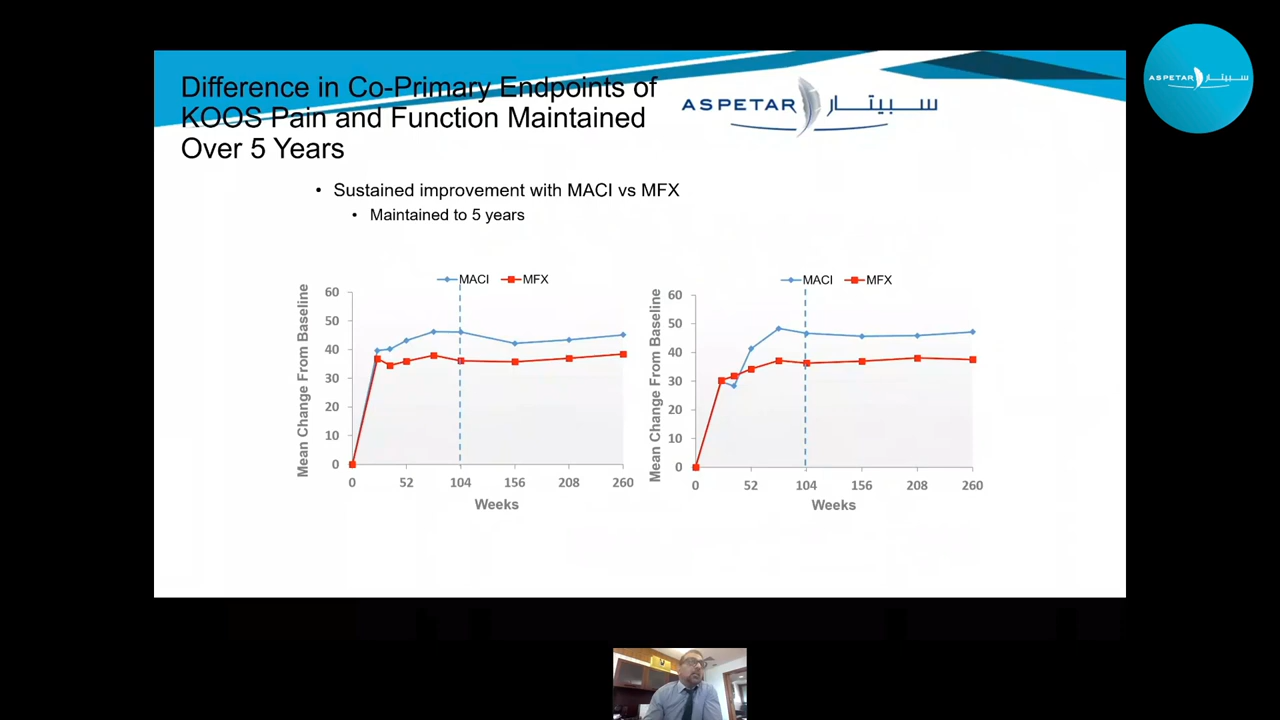 Difference in Co-Primary Endpoints of
KOOS Pain and Function Maintained
Over 5 Years
ASPETAR سبيتار
ASPETAR سبيتار
• Sustained improvement with MACI vs MFX
• Maintained to 5 years
MACI MFX
Mean Change From Baseline
60
50
40
30
20
10
0
0 52 104 156 208 260
Weeks
MACI MFX
Mean Change From Baseline
60
50
40
30
20
10
0
0 52 104 156 208 260
Weeks